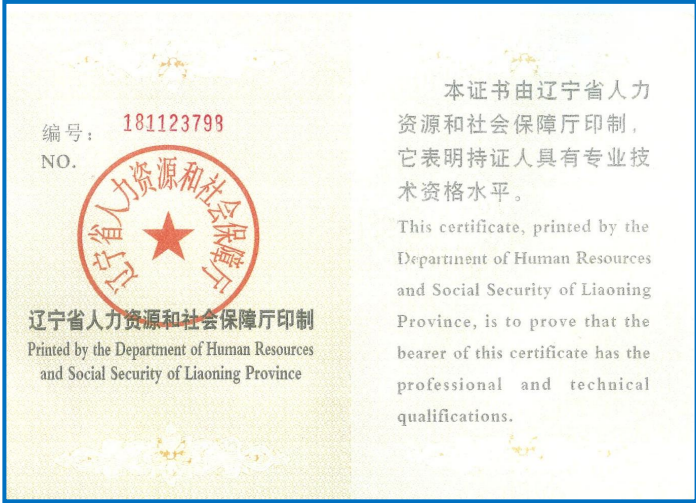 编号： 181123798
NO.
辽宁省人力资源和社会保障厅
辽宁省人力资源和社会保障厅印制
Printed by the Department of Human Resources
and Social Security of Liaoning Province
本证书由辽宁省人力
资源和社会保障厅印制，
它表明持证人具有专业技
术资格水平。
This certificate, printed by the
Department of Human Resources
and Social Security of Liaoning
Province, is to prove that the
bearer of this certificate has the
professional and technical
qualifications.